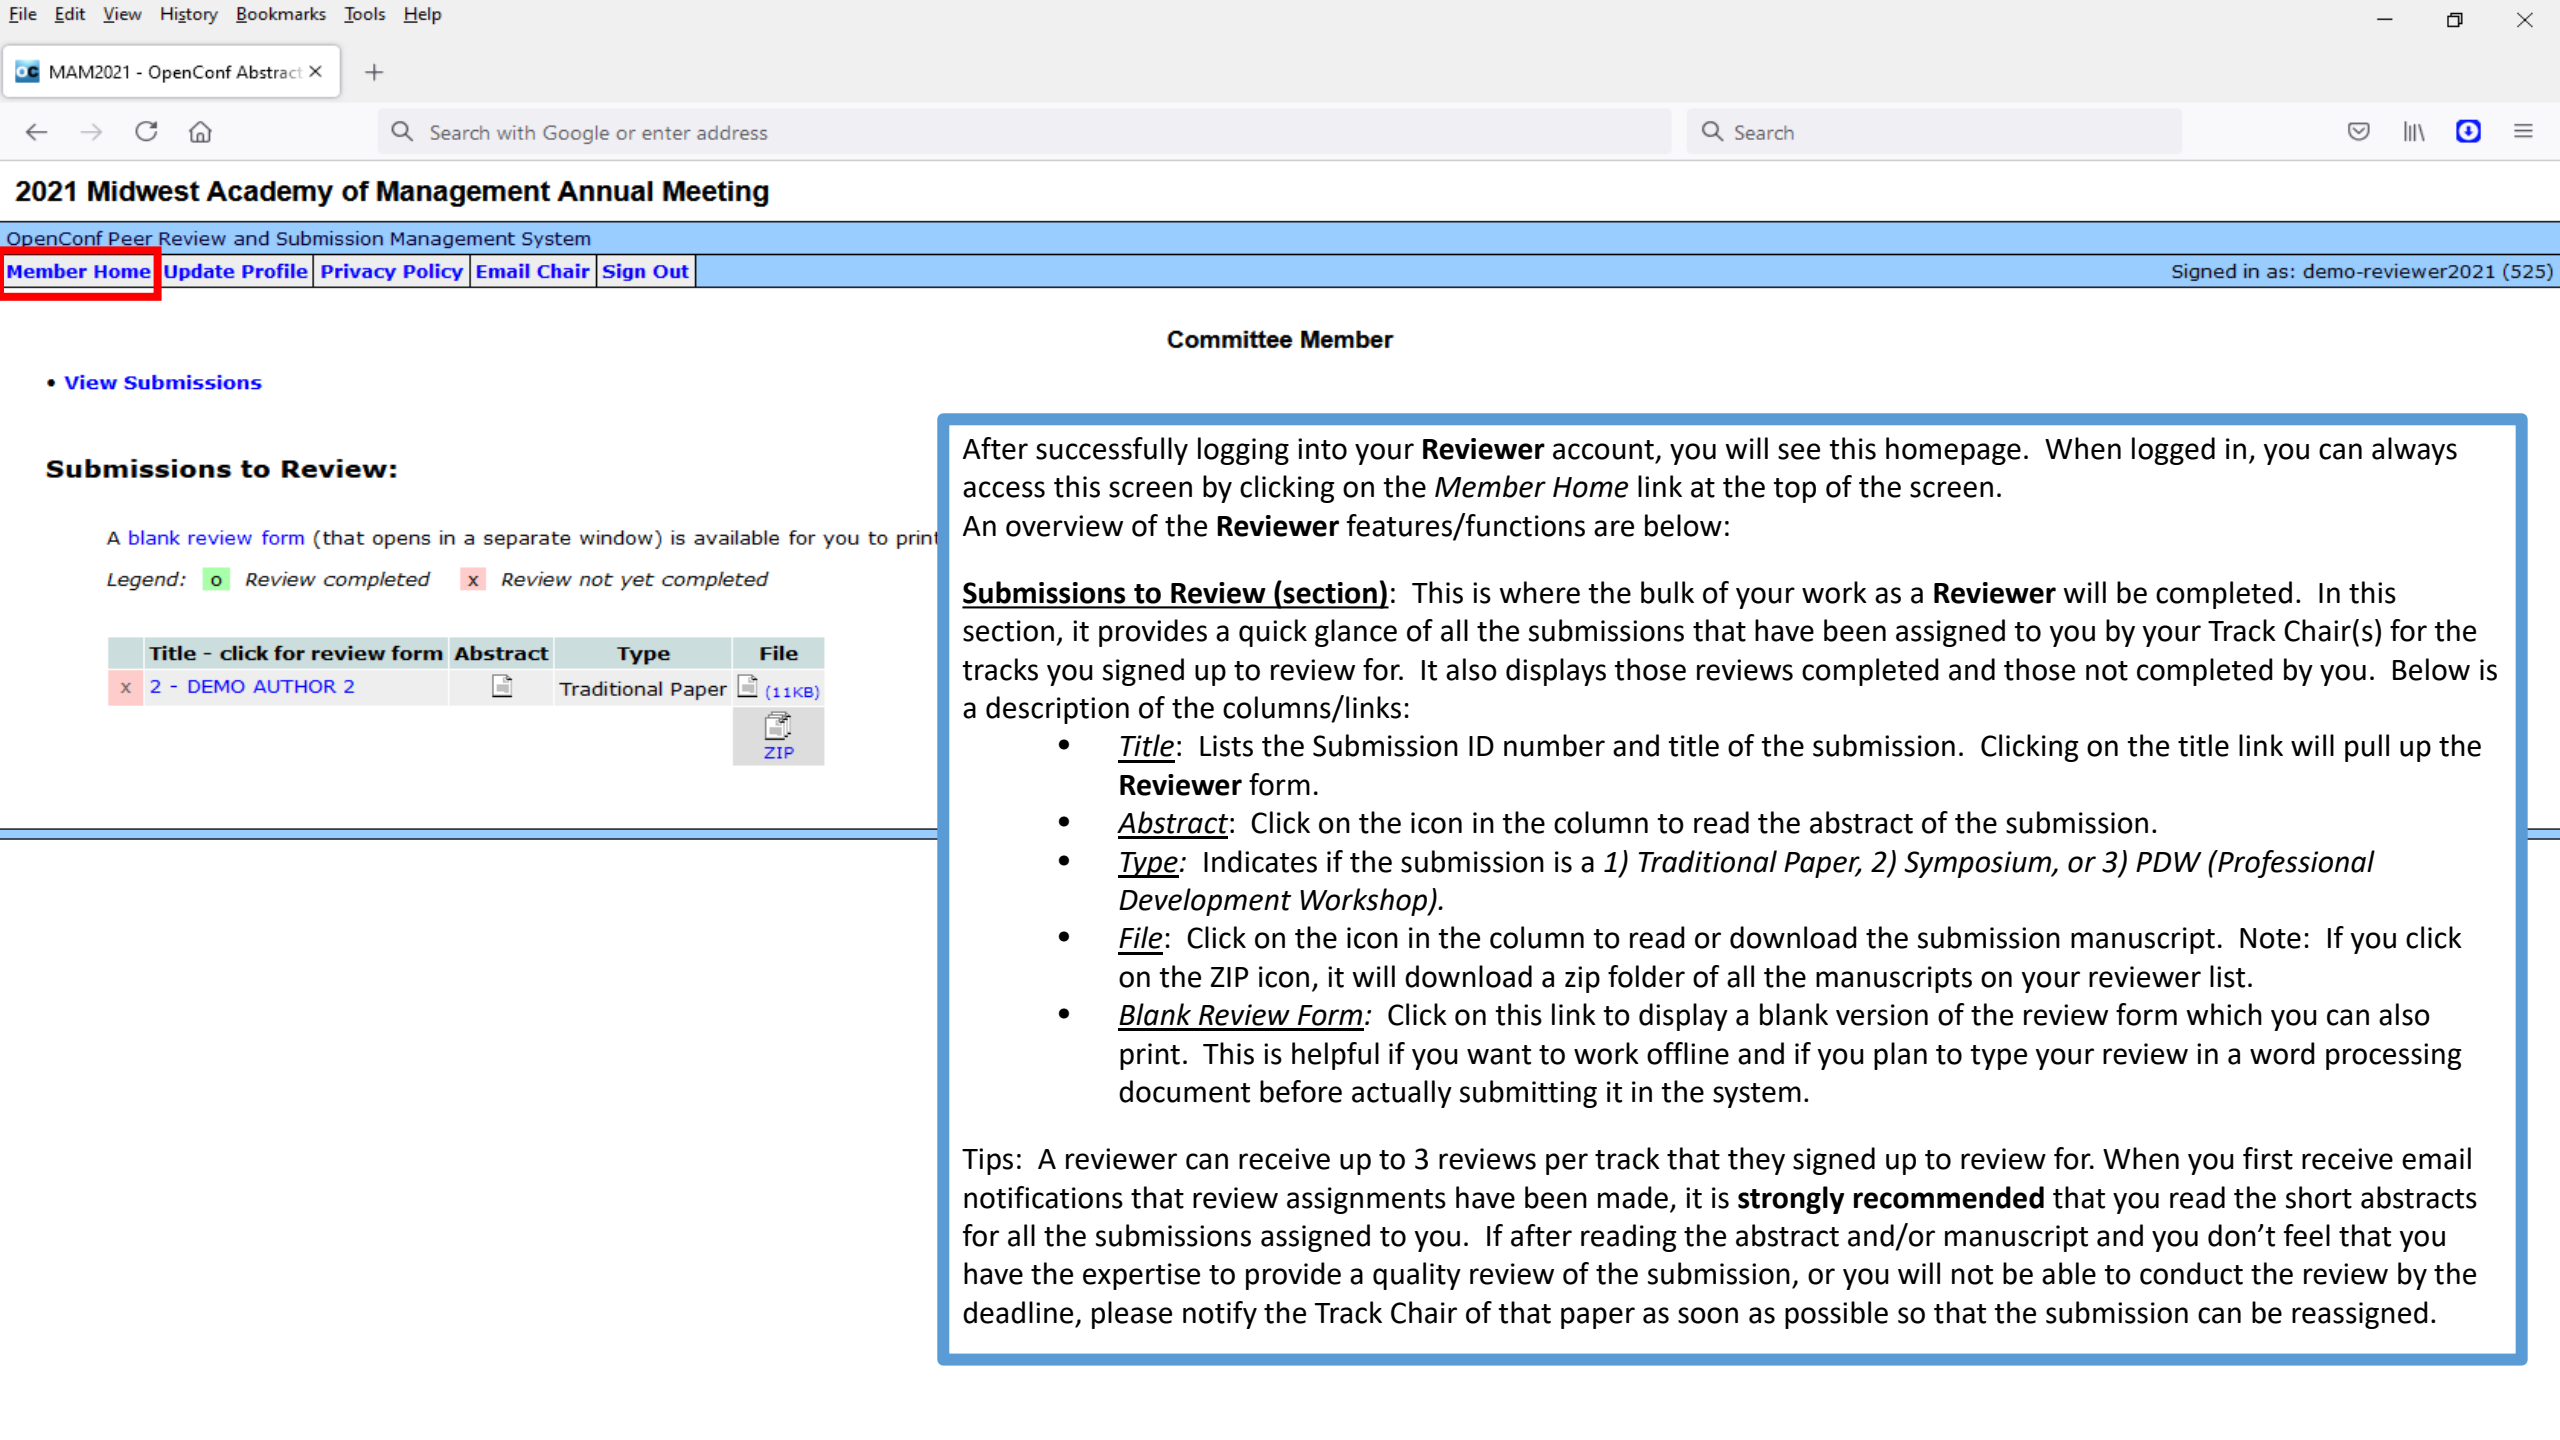 File Edit View History Bookmarks Tools Help
MAM2021 - OpenConf Abstract
Search with Google or enter address
Search
2021 Midwest Academy of Management Annual Meeting
OpenConf Peer Review and Submission Management System
Member Home Update Profile Privacy Policy Email Chair Sign Out
Signed in as: demo-reviewer2021 (525)
Committee Member
• View Submissions
Submissions to Review:
A blank review form (that opens in a separate window) is available for you to print
Legend: o Review completed x Review not yet completed
Title - click for review form Abstract Type File
x 2 - DEMO AUTHOR 2 Traditional Paper (11KB)
ZIP
After successfully logging into your Reviewer account, you will see this homepage. When logged in, you can always
access this screen by clicking on the Member Home link at the top of the screen.
An overview of the Reviewer features/functions are below:
Submissions to Review (section): This is where the bulk of your work as a Reviewer will be completed. In this
section, it provides a quick glance of all the submissions that have been assigned to you by your Track Chair(s) for the
tracks you signed up to review for. It also displays those reviews completed and those not completed by you. Below is
a description of the columns/links:
• Title: Lists the Submission ID number and title of the submission. Clicking on the title link will pull up the
Reviewer form.
• Abstract: Click on the icon in the column to read the abstract of the submission.
• Type: Indicates if the submission is a 1) Traditional Paper, 2) Symposium, or 3) PDW (Professional
Development Workshop).
• File: Click on the icon in the column to read or download the submission manuscript. Note: If you click
on the ZIP icon, it will download a zip folder of all the manuscripts on your reviewer list.
• Blank Review Form: Click on this link to display a blank version of the review form which you can also
print. This is helpful if you want to work offline and if you plan to type your review in a word processing
document before actually submitting it in the system.
Tips: A reviewer can receive up to 3 reviews per track that they signed up to review for. When you first receive email
notifications that review assignments have been made, it is strongly recommended that you read the short abstracts
for all the submissions assigned to you. If after reading the abstract and/or manuscript and you don’t feel that you
have the expertise to provide a quality review of the submission, or you will not be able to conduct the review by the
deadline, please notify the Track Chair of that paper as soon as possible so that the submission can be reassigned.